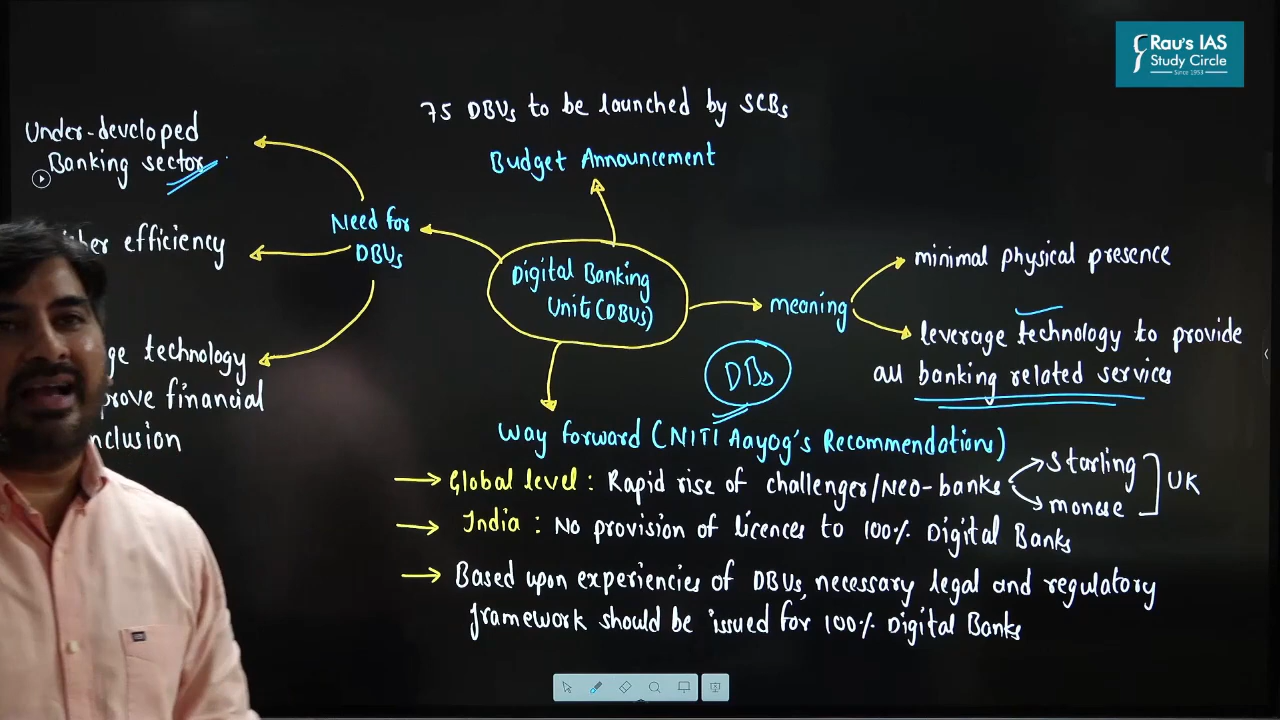 Rau's IAS
Study Circle
Since 1953
75 DBUs to be launched by SCBs
Budget Announcement
Under-developed
Banking sector
Need for
DBUs
efficiency
technology
financial
Digital Banking
Unit (DBUs)
meaning
minimal physical presence
leverage technology to provide
all banking related services
DBs
Way forward (NITI Aayog's Recommendation)
Global level : Rapid rise of challenger/Neo-banks
Starling
monese
UK
India : No provision of licences to 100% Digital Banks
Based upon experiencies of DBUs, necessary legal and regulatory
framework should be issued for 100% Digital Banks